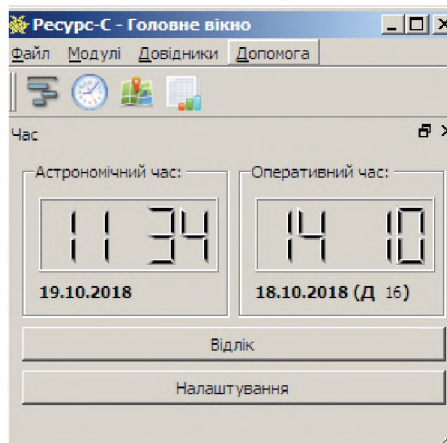 Ресурс-С - Головне вікно
Файл Модулі Довідники Допомога
Час
Астрономічний час: Оперативний час:
11 34 14 10
19.10.2018 18.10.2018 (Д 16)
Відлік
Налаштування